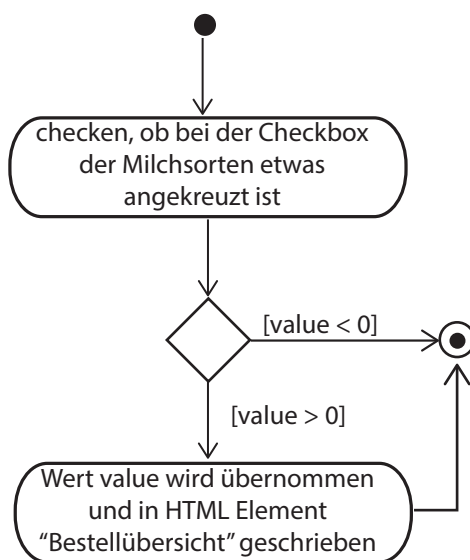 checken, ob bei der Checkbox
der Milchsorten etwas
angekreuzt ist
[value < 0]
[value > 0]
Wert value wird übernommen
und in HTML Element
“Bestellübersicht” geschrieben